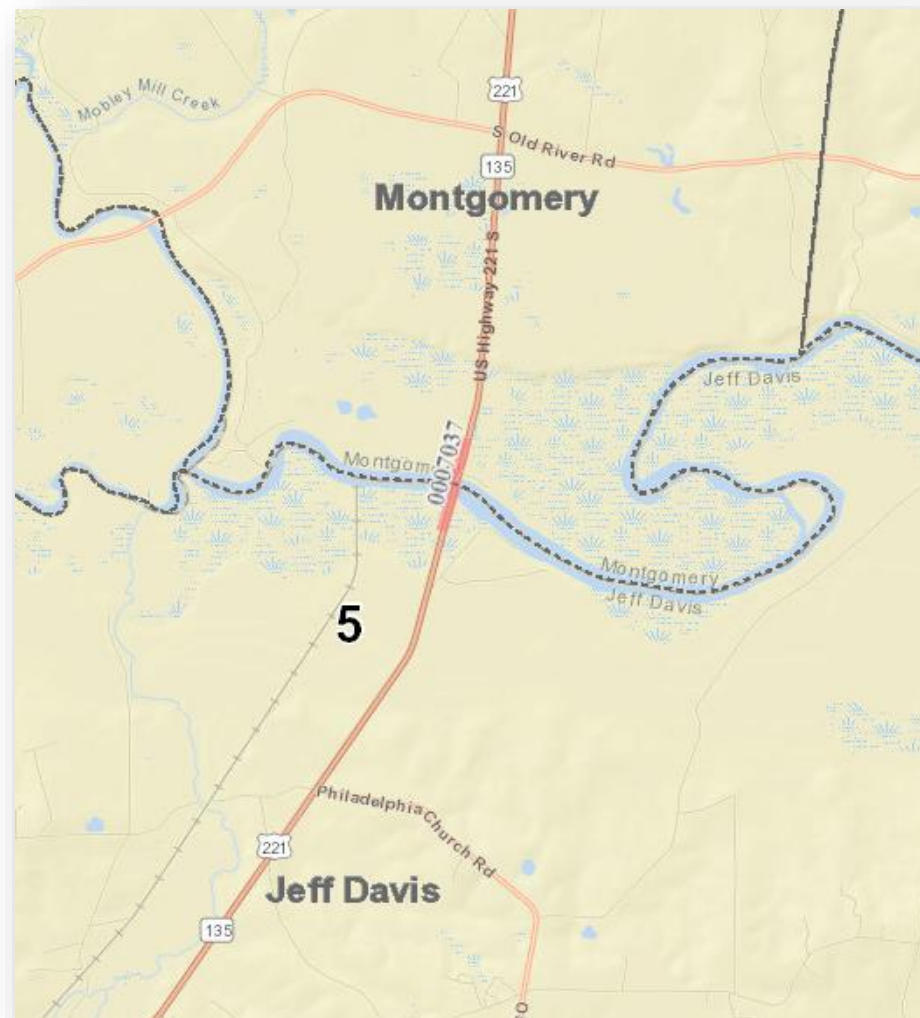 Mobley Mill Creek
221
S Old River Rd
135
Montgomery
US Highway 221 S
Jeff Davis
0007037
Montgom
Montgomery
Jeff Davis
5
Philadelphia Church Rd
221
Jeff Davis
135